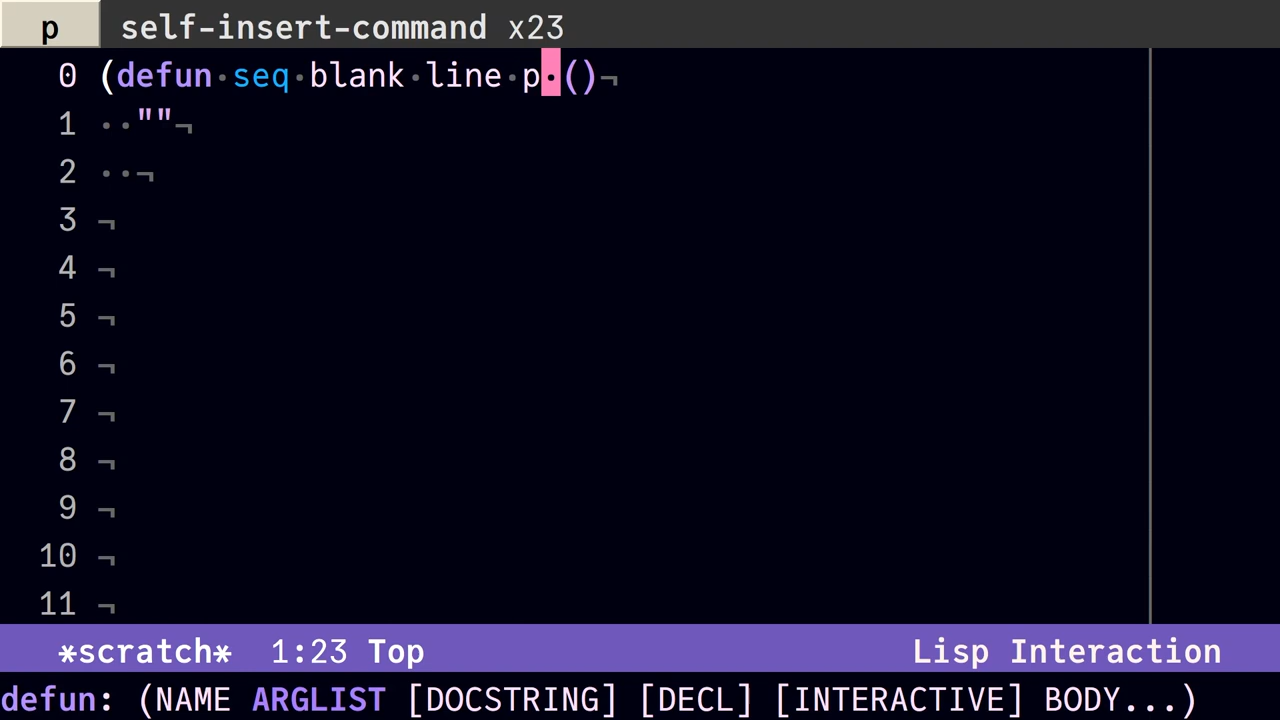 p self-insert-command x23
0 (defun·seq·blank·line·p·()¬
1 ··""¬
2 ··¬
3 ¬
4 ¬
5 ¬
6 ¬
7 ¬
8 ¬
9 ¬
10 ¬
11 ¬
*scratch* 1:23 Top Lisp Interaction
defun: (NAME ARGLIST [DOCSTRING] [DECL] [INTERACTIVE] BODY...)